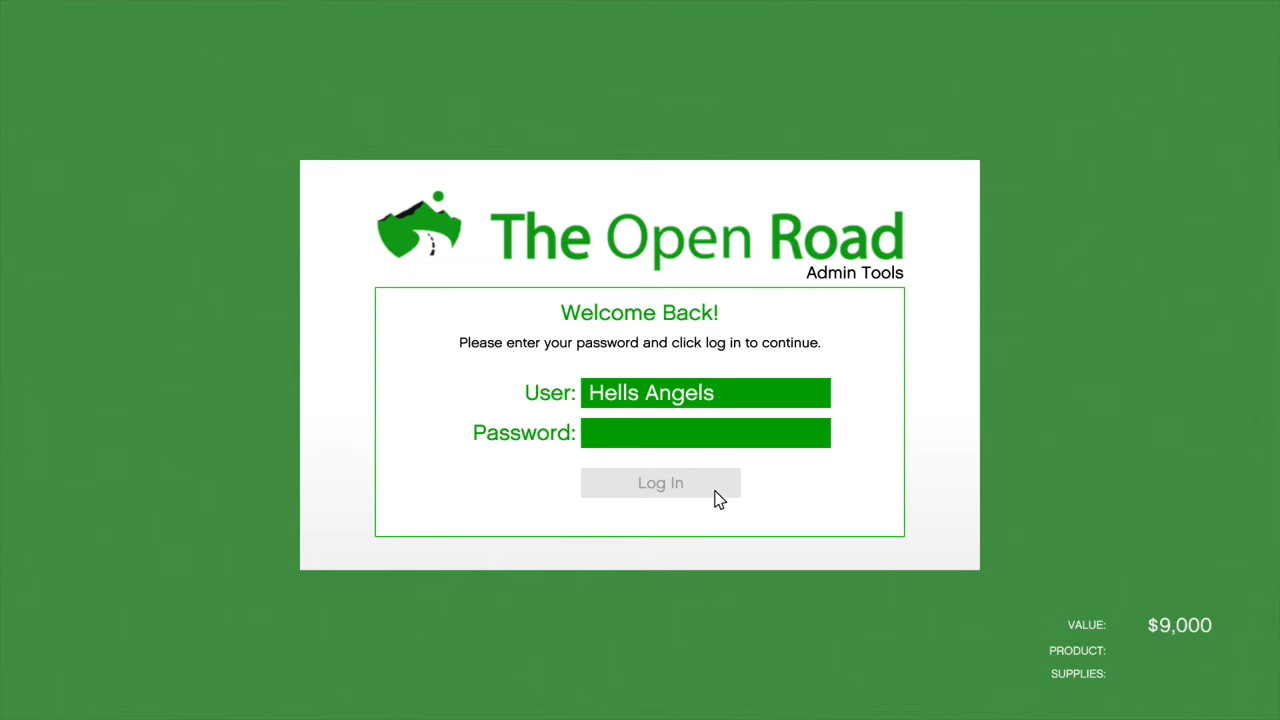 The Open Road
Admin Tools
Welcome Back!
Please enter your password and click log in to continue.
User: Hells Angels
Password:
Log In
VALUE: $9,000
PRODUCT:
SUPPLIES: